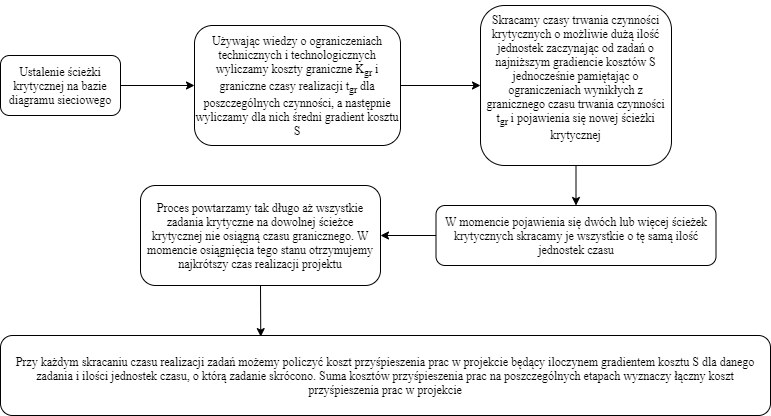 Ustalenie ścieżki
krytycznej na bazie
diagramu sieciowego
Używając wiedzy o ograniczeniach
technicznych i technologicznych
wyliczamy koszty graniczne Kgr i
graniczne czasy realizacji tgr dla
poszczególnych czynności, a następnie
wyliczamy dla nich średni gradient kosztu
S
Skracamy czasy trwania czynności
krytycznych o możliwie dużą ilość
jednostek zaczynając od zadań o
najniższym gradiencie kosztów S
jednocześnie pamiętając o
ograniczeniach wynikłych z
granicznego czasu trwania czynności
tgr i pojawienia się nowej ścieżki
krytycznej
W momencie pojawienia się dwóch lub więcej ścieżek
krytycznych skracamy je wszystkie o tę samą ilość
jednostek czasu
Proces powtarzamy tak długo aż wszystkie
zadania krytyczne na dowolnej ścieżce
krytycznej nie osiągną czasu granicznego. W
momencie osiągnięcia tego stanu otrzymujemy
najkrótszy czas realizacji projektu
Przy każdym skracaniu czasu realizacji zadań możemy policzyć koszt przyśpieszenia prac w projekcie będący iloczynem gradientem kosztu S dla danego
zadania i ilości jednostek czasu, o którą zadanie skrócono. Suma kosztów przyśpieszenia prac na poszczególnych etapach wyznaczy łączny koszt
przyśpieszenia prac w projekcie